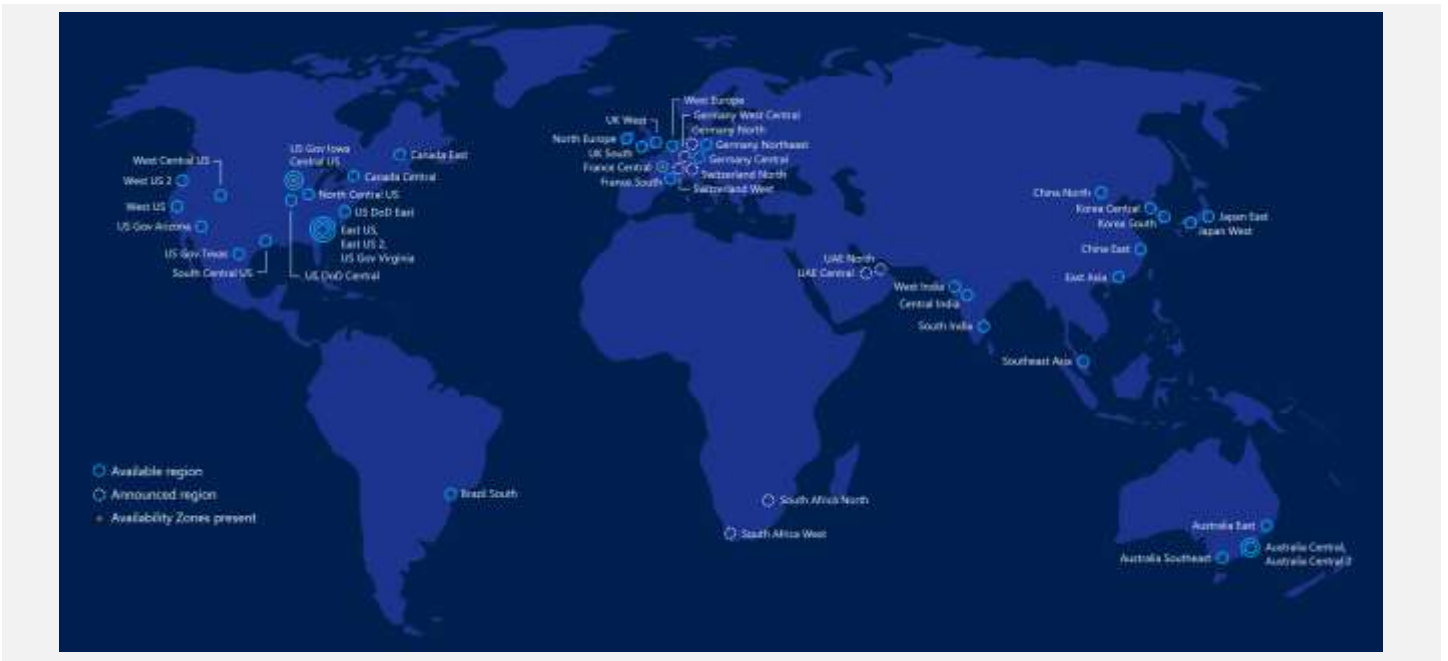 West Europe
Germany West Central
Germany North
UK West
North Europe
Germany Northeast
UK South
Germany Central
France Central
Switzerland North
France South
Switzerland West
US Gov Iowa
Central US
Canada East
West Central US
Canada Central
West US 2
North Central US
West US
US DoD East
US Gov Arizona
East US,
East US 2,
US Gov Virginia
US Gov Texas
South Central US
US DoD Central
China North
Korea Central
Korea South
Japan East
Japan West
China East
East Asia
UAE North
UAE Central
West India
Central India
South India
Southeast Asia
Available region
Announced region
Availability Zones present
Brazil South
South Africa North
South Africa West
Australia East
Australia Central,
Australia Central 2
Australia Southeast